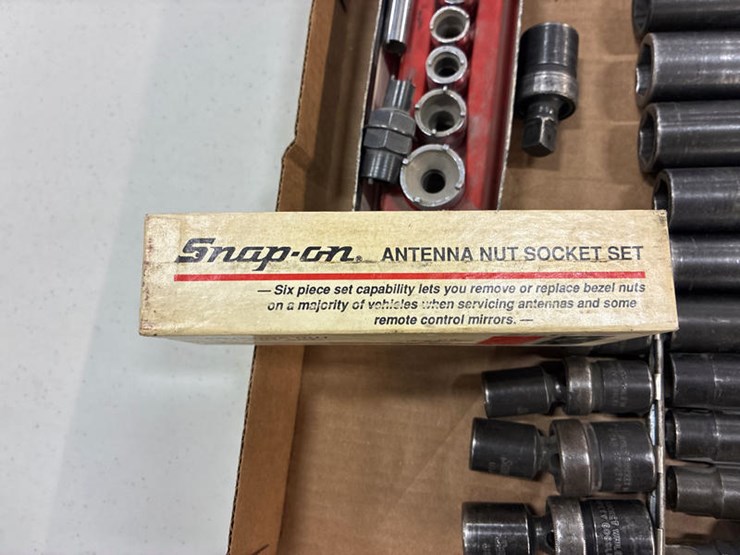 Snap-on® ANTENNA NUT SOCKET SET
— Six piece set capability lets you remove or replace bezel nuts
on a majority of vehicles when servicing antennas and some
remote control mirrors. —